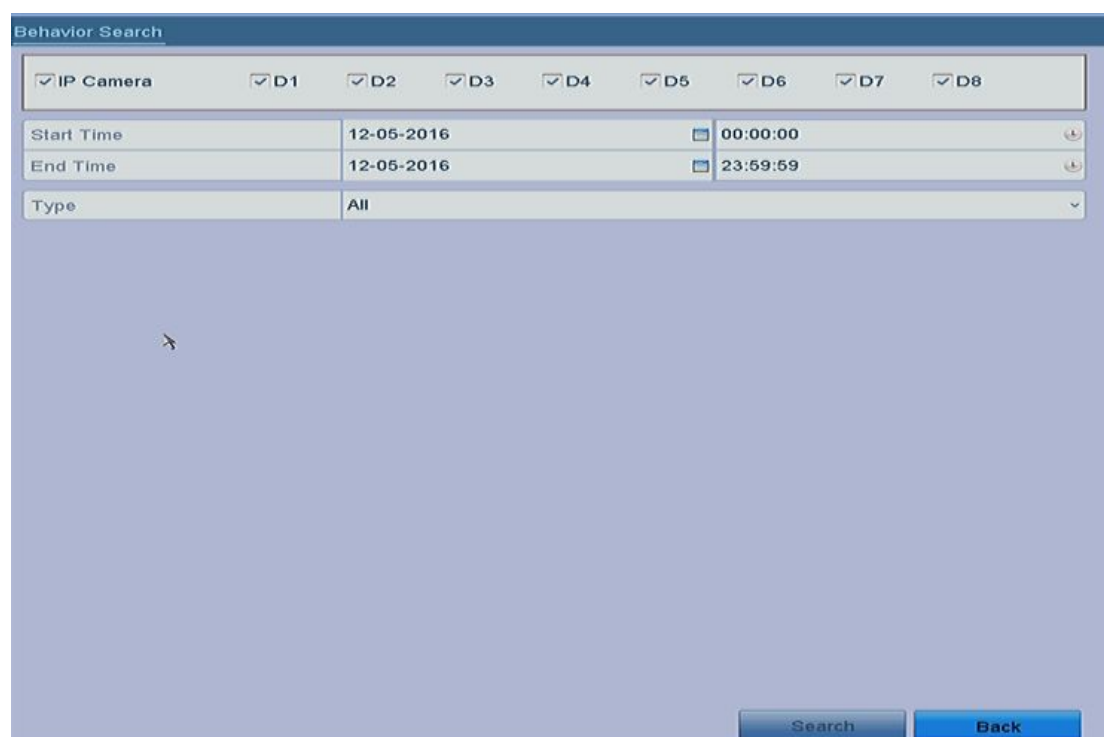 Behavior Search
IP Camera D1 D2 D3 D4 D5 D6 D7 D8
Start Time 12-05-2016 00:00:00
End Time 12-05-2016 23:59:59
Type All
Search Back